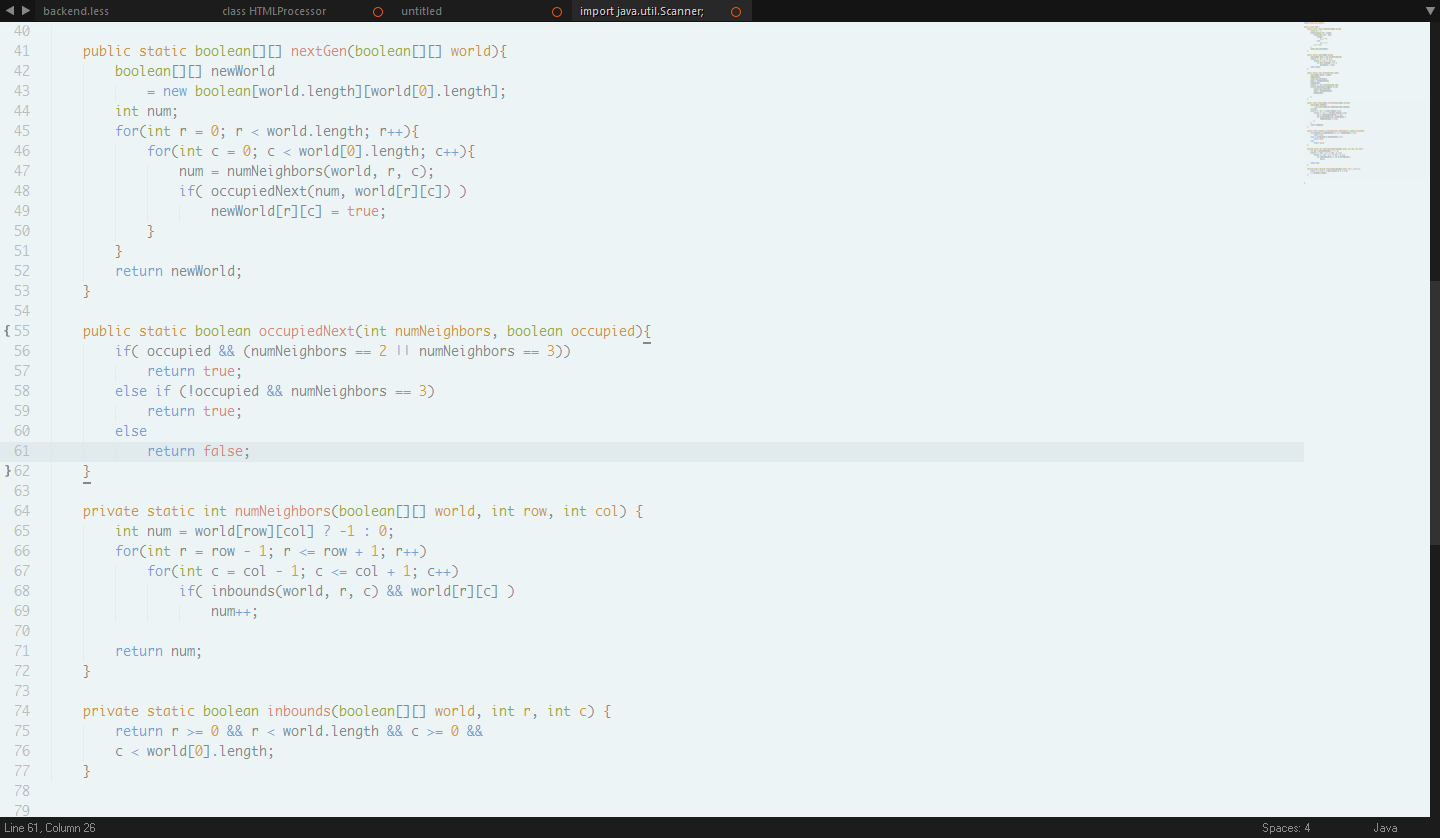 backend.less class HTMLProcessor untitled import java.util.Scanner;
40
41 public static boolean[][] nextGen(boolean[][] world){
42 boolean[][] newWorld
43 = new boolean[world.length][world[0].length];
44 int num;
45 for(int r = 0; r < world.length; r++){
46 for(int c = 0; c < world[0].length; c++){
47 num = numNeighbors(world, r, c);
48 if( occupiedNext(num, world[r][c]) )
49 newWorld[r][c] = true;
50 }
51 }
52 return newWorld;
53 }
54
{ 55 public static boolean occupiedNext(int numNeighbors, boolean occupied){
56 if( occupied && (numNeighbors == 2 || numNeighbors == 3))
57 return true;
58 else if (!occupied && numNeighbors == 3)
59 return true;
60 else
61 return false;
} 62 }
63
64 private static int numNeighbors(boolean[][] world, int row, int col) {
65 int num = world[row][col] ? -1 : 0;
66 for(int r = row - 1; r <= row + 1; r++)
67 for(int c = col - 1; c <= col + 1; c++)
68 if( inbounds(world, r, c) && world[r][c] )
69 num++;
70
71 return num;
72 }
73
74 private static boolean inbounds(boolean[][] world, int r, int c) {
75 return r >= 0 && r < world.length && c >= 0 &&
76 c < world[0].length;
77 }
78
79
Line 61, Column 26 Spaces: 4 Java